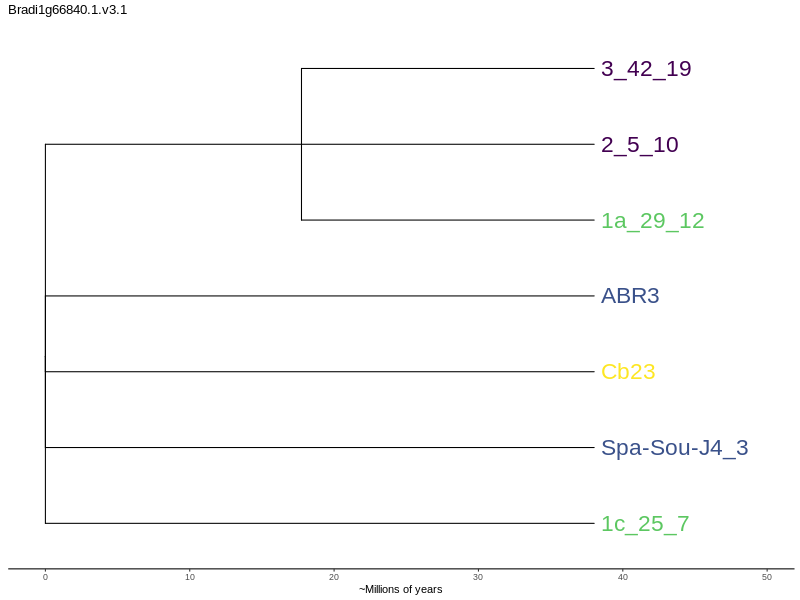 Bradi1g66840.1.v3.1
3_42_19
2_5_10
1a_29_12
ABR3
Cb23
Spa-Sou-J4_3
1c_25_7
0 10 20 30 40 50
~Millions of years